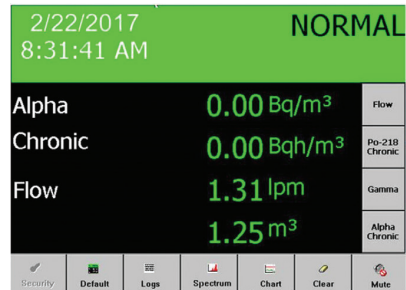 2/22/2017 NORMAL
8:31:41 AM
Alpha 0.00 Bq/m³
Chronic 0.00 Bqh/m³
Flow 1.31 lpm
1.25 m³
Flow
Po-218
Chronic
Gamma
Alpha
Chronic
Security Default Logs Spectrum Chart Clear Mute